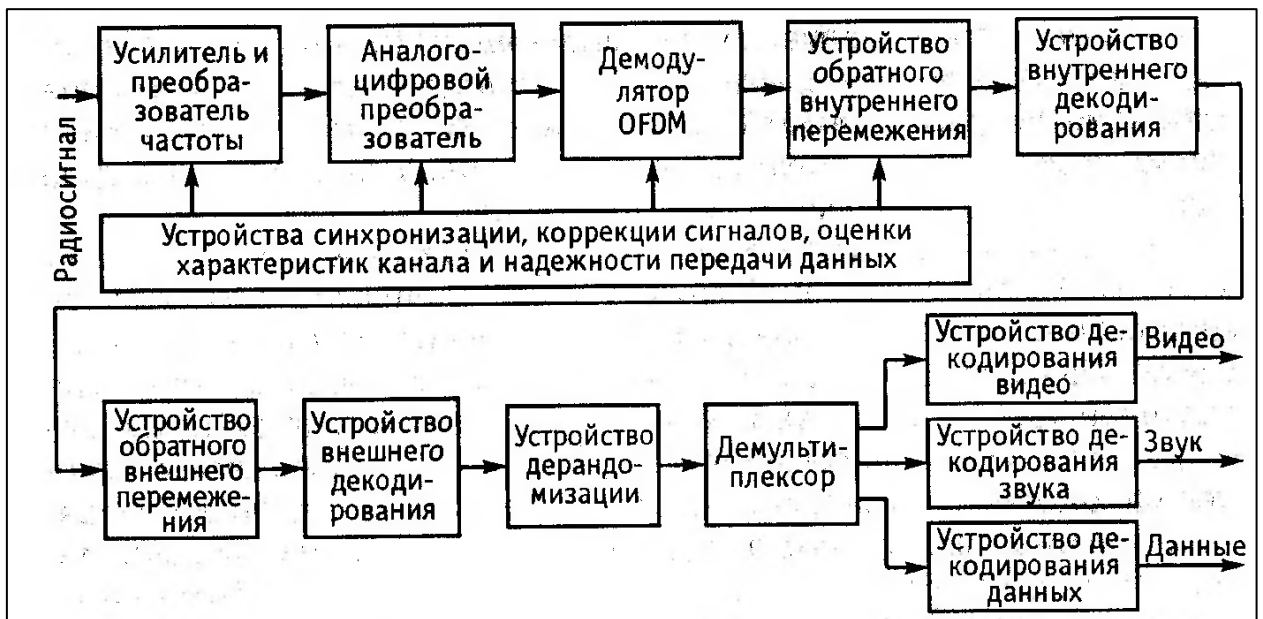 Усилитель и
преобра-
зователь
частоты
Аналого-
цифровой
преобра-
зователь
Демоду-
лятор
OFDM
Устройство
обратного
внутреннего
перемежения
Устройство
внутреннего
декоди-
рования
Радиосигнал
Устройства синхронизации, коррекции сигналов, оценки
характеристик канала и надежности передачи данных
Устройство
обратного
внешнего
перемеже-
ния
Устройство
внешнего
декоди-
рования
Устройство
дерандо-
мизации
Демульти-
плексор
Устройство де-
кодирования
видео
Видео
Устройство де-
кодирования
звука
Звук
Устройство де-
кодирования
данных
Данные